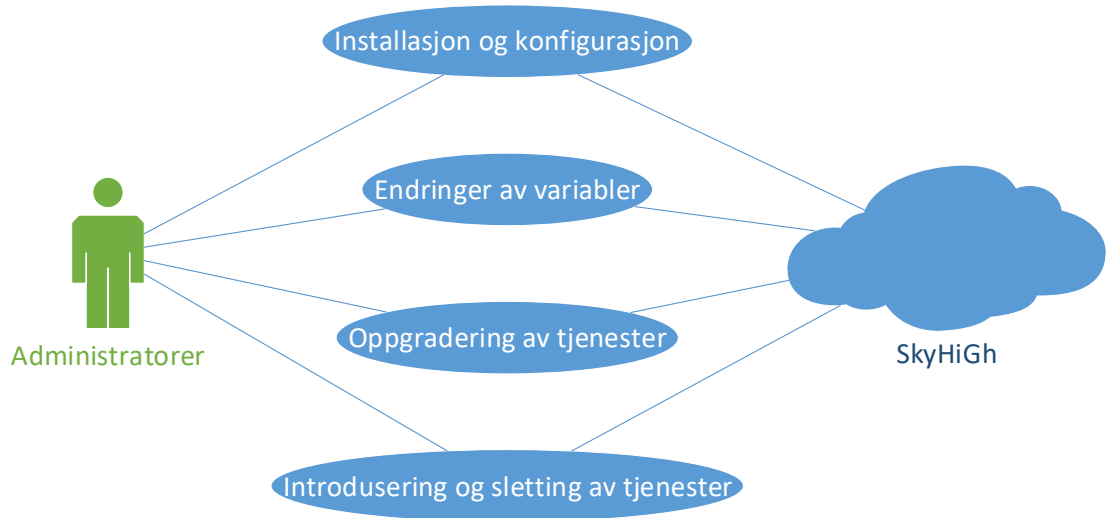 Installasjon og konfigurasjon
Endringer av variabler
Oppgradering av tjenester
Administratorer
SkyHiGh
Introdusering og sletting av tjenester